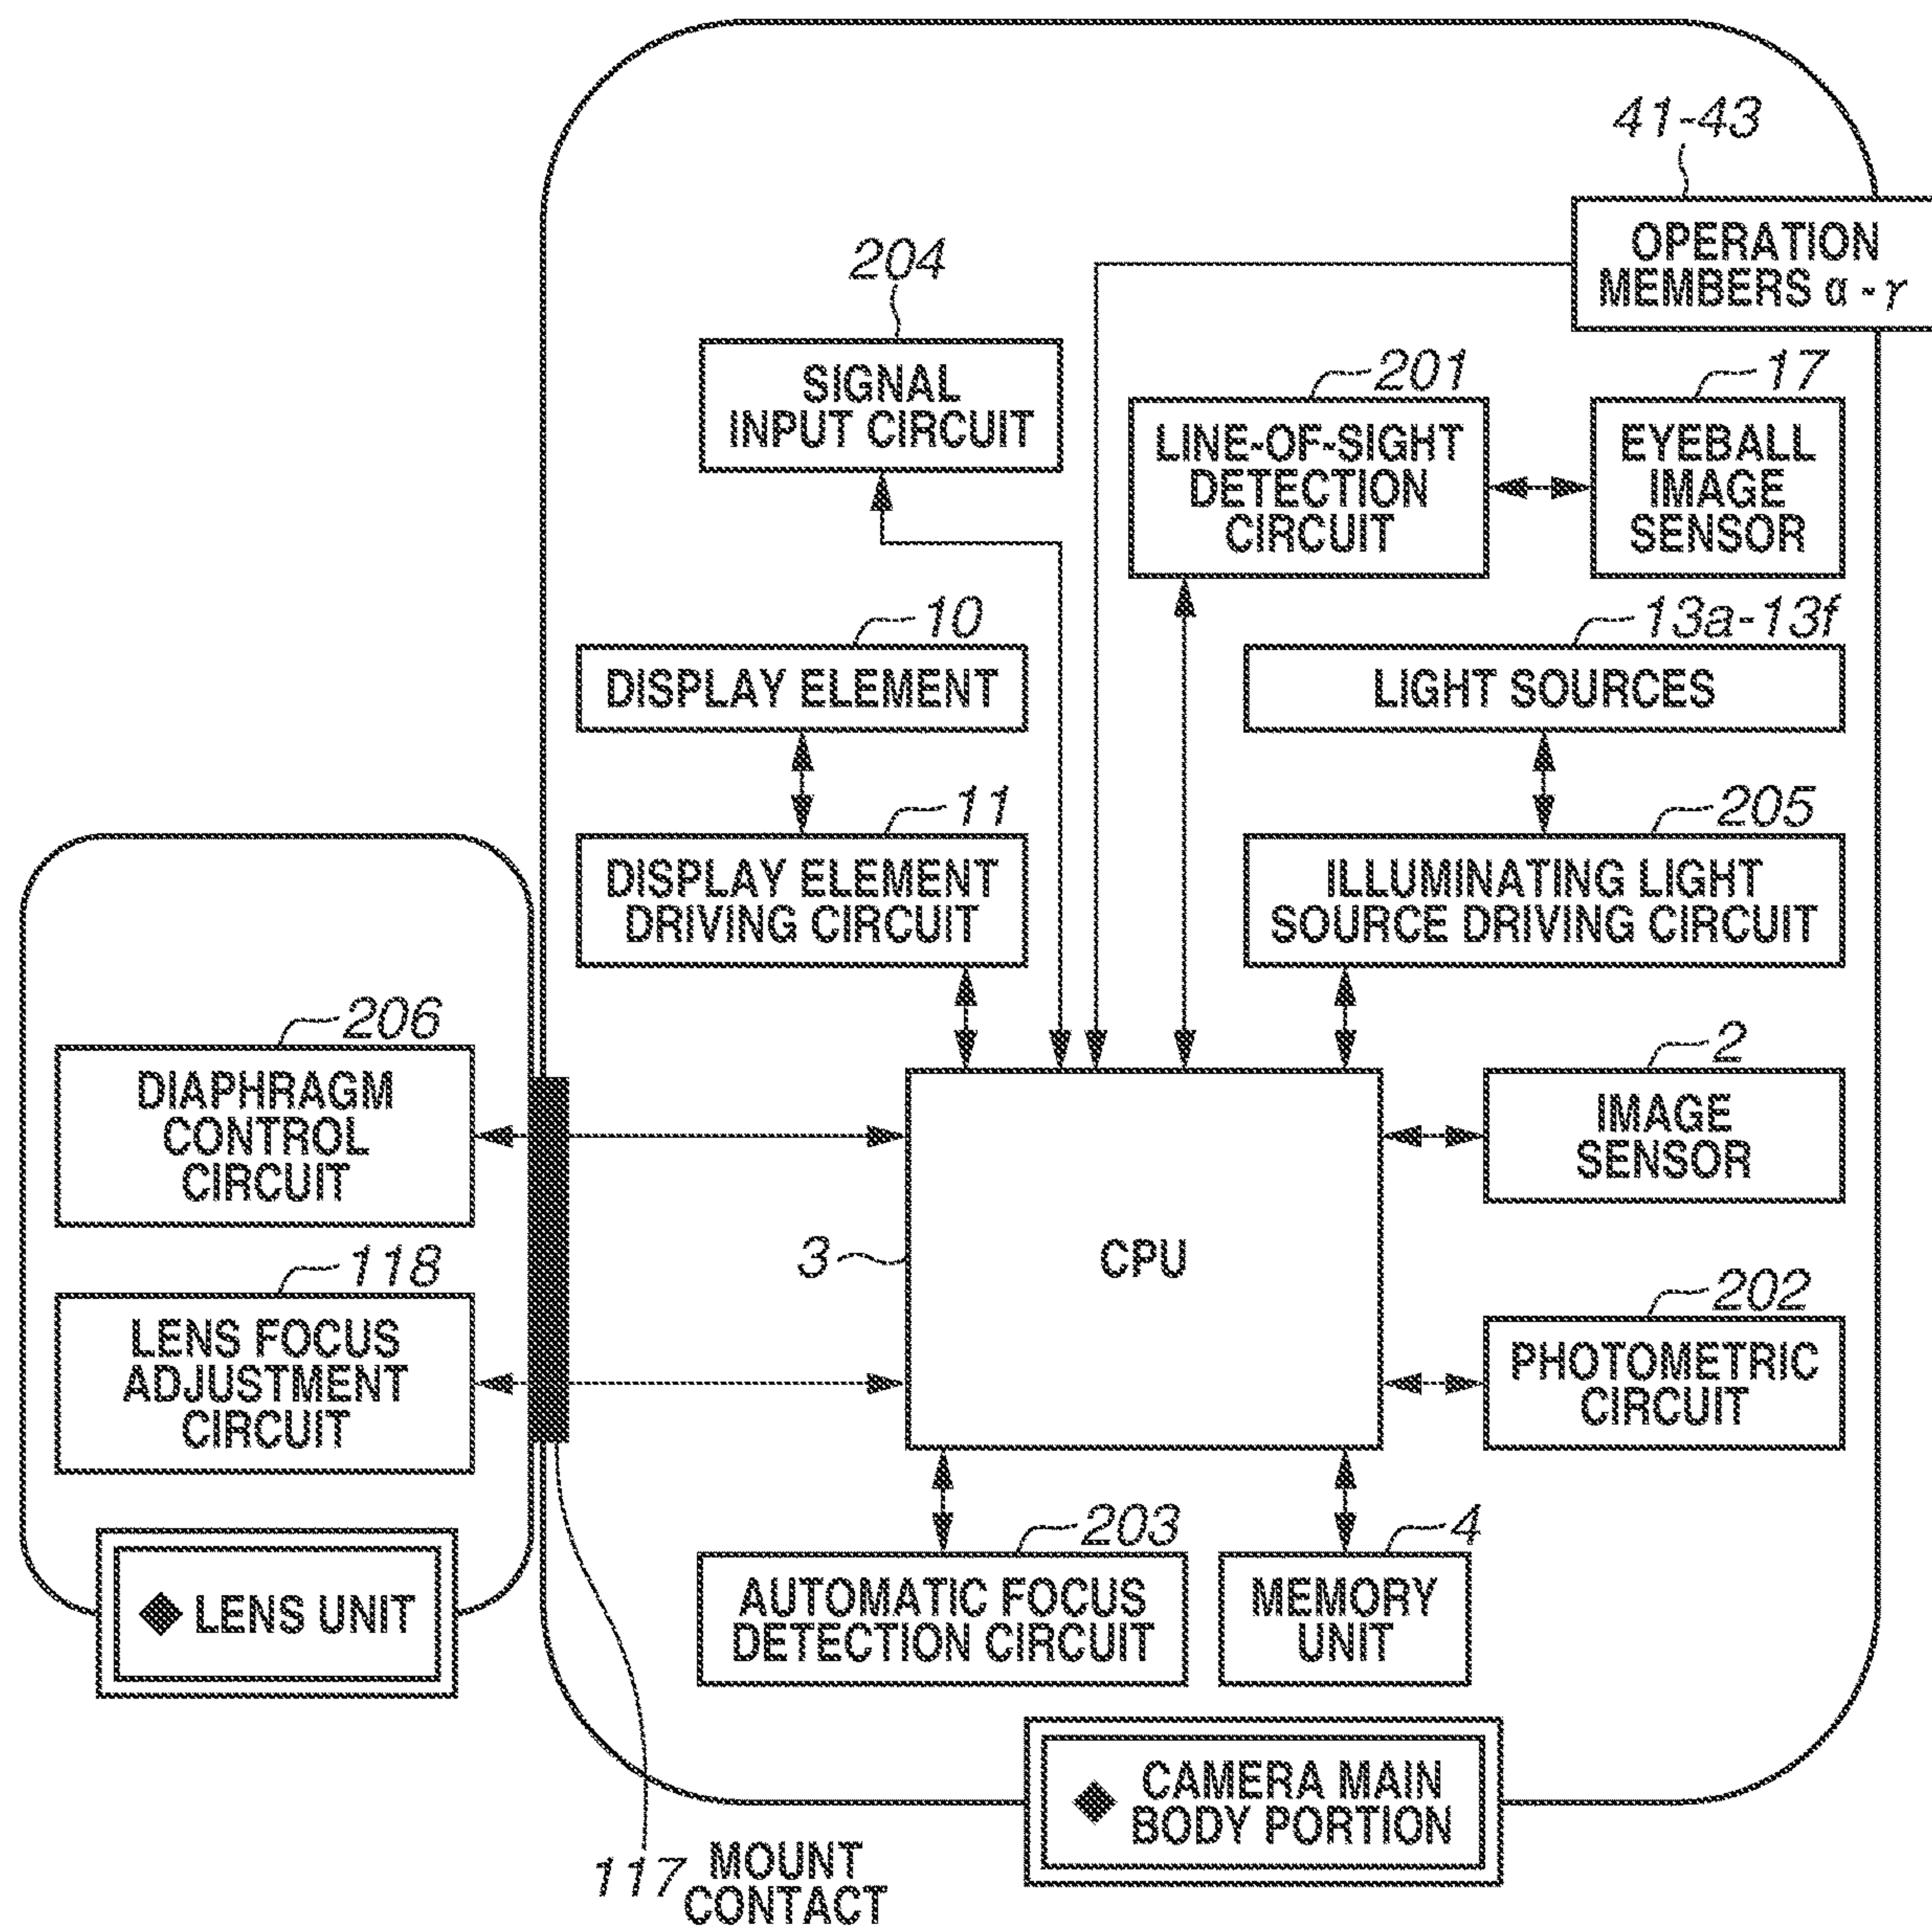 41-43
OPERATION
MEMBERS α - γ
204
SIGNAL
INPUT CIRCUIT
201
LINE-OF-SIGHT
DETECTION
CIRCUIT
17
EYEBALL
IMAGE
SENSOR
10
DISPLAY ELEMENT
13a-13f
LIGHT SOURCES
11
DISPLAY ELEMENT
DRIVING CIRCUIT
205
ILLUMINATING LIGHT
SOURCE DRIVING CIRCUIT
206
DIAPHRAGM
CONTROL
CIRCUIT
2
IMAGE
SENSOR
3
CPU
118
LENS FOCUS
ADJUSTMENT
CIRCUIT
202
PHOTOMETRIC
CIRCUIT
203
AUTOMATIC FOCUS
DETECTION CIRCUIT
4
MEMORY
UNIT
◆ LENS UNIT
◆ CAMERA MAIN
BODY PORTION
117 MOUNT
CONTACT